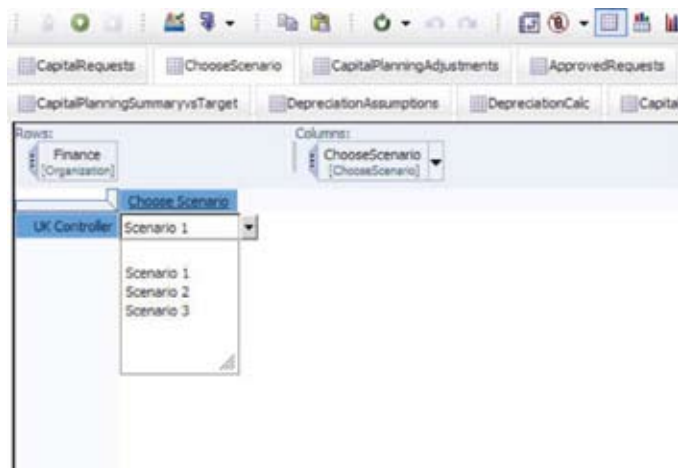 CapitalRequests ChooseScenario CapitalPlanningAdjustments ApprovedRequests
CapitalPlanningSummaryvsTarget DepreciationAssumptions DepreciationCalc Capital
Rows: Columns:
Finance ChooseScenario
[Organization] [ChooseScenario]
Choose Scenario
UK Controller Scenario 1
Scenario 1
Scenario 2
Scenario 3